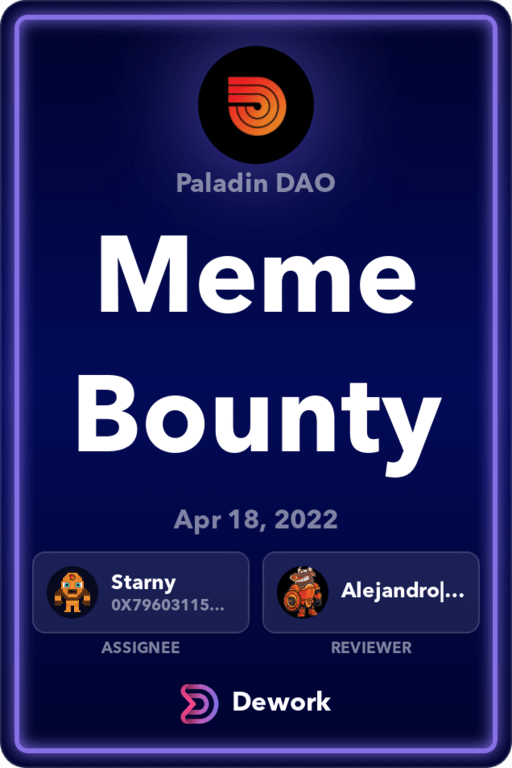 Paladin DAO
Meme
Bounty
Apr 18, 2022
Starny
0X79603115...
Alejandro|...
ASSIGNEE
REVIEWER
Dework